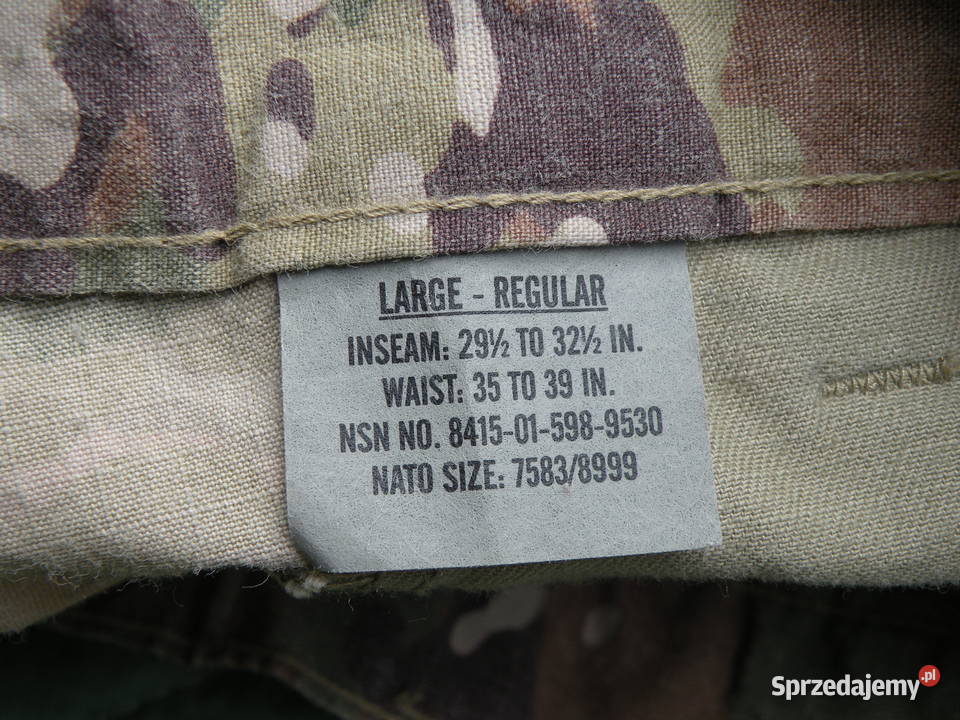 LARGE - REGULAR
INSEAM: 29½ TO 32½ IN.
WAIST: 35 TO 39 IN.
NSN NO. 8415-01-598-9530
NATO SIZE: 7583/8999
Sprzedajemy.pl